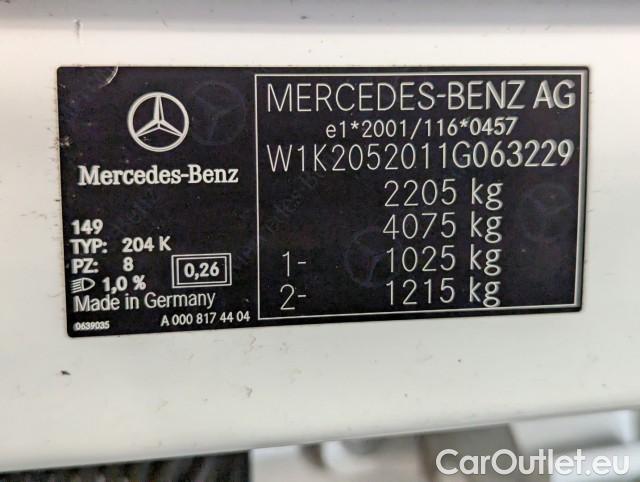 Mercedes-Benz
149
TYP: 204 K
PZ: 8
1,0 %
0,26
Made in Germany
0639035
A 000 817 44 04
MERCEDES-BENZ AG
e1*2001/116*0457
W1K2052011G063229
2205 kg
4075 kg
1- 1025 kg
2- 1215 kg
CarOutlet.eu